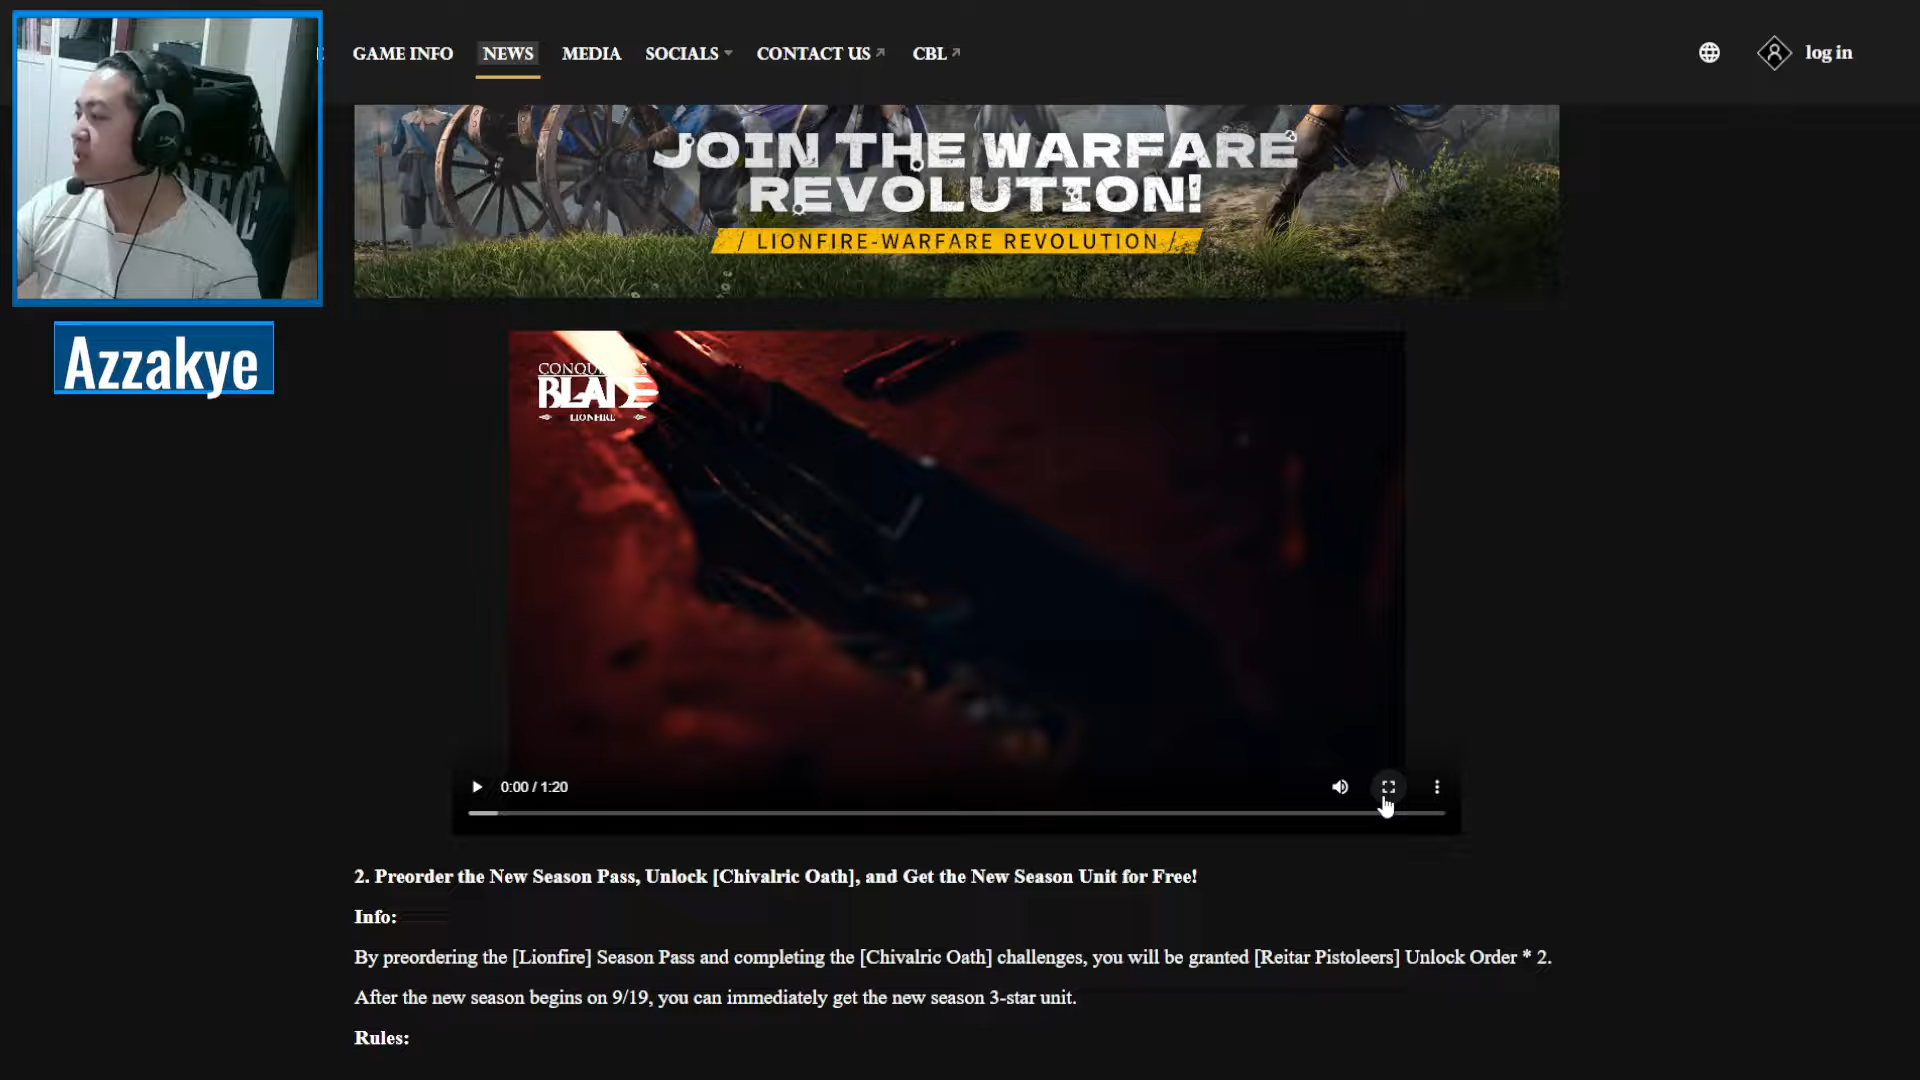 GAME INFO
NEWS
MEDIA
SOCIALS
CONTACT US
CBL
log in
JOIN THE WARFARE
REVOLUTION!
/ LIONFIRE-WARFARE REVOLUTION /
Azzakye
BLADE
LIONFIRE
0:00 / 1:20
2. Preorder the New Season Pass, Unlock [Chivalric Oath], and Get the New Season Unit for Free!
Info:
By preordering the [Lionfire] Season Pass and completing the [Chivalric Oath] challenges, you will be granted [Reitar Pistoleers] Unlock Order * 2.
After the new season begins on 9/19, you can immediately get the new season 3-star unit.
Rules: